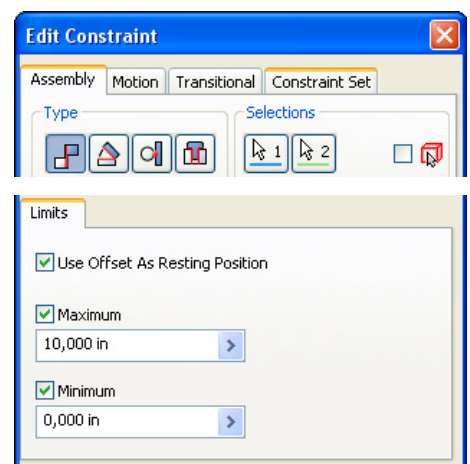 Edit Constraint
Assembly Motion Transitional Constraint Set
Type Selections
1 2
Limits
Use Offset As Resting Position
Maximum
10,000 in
Minimum
0,000 in